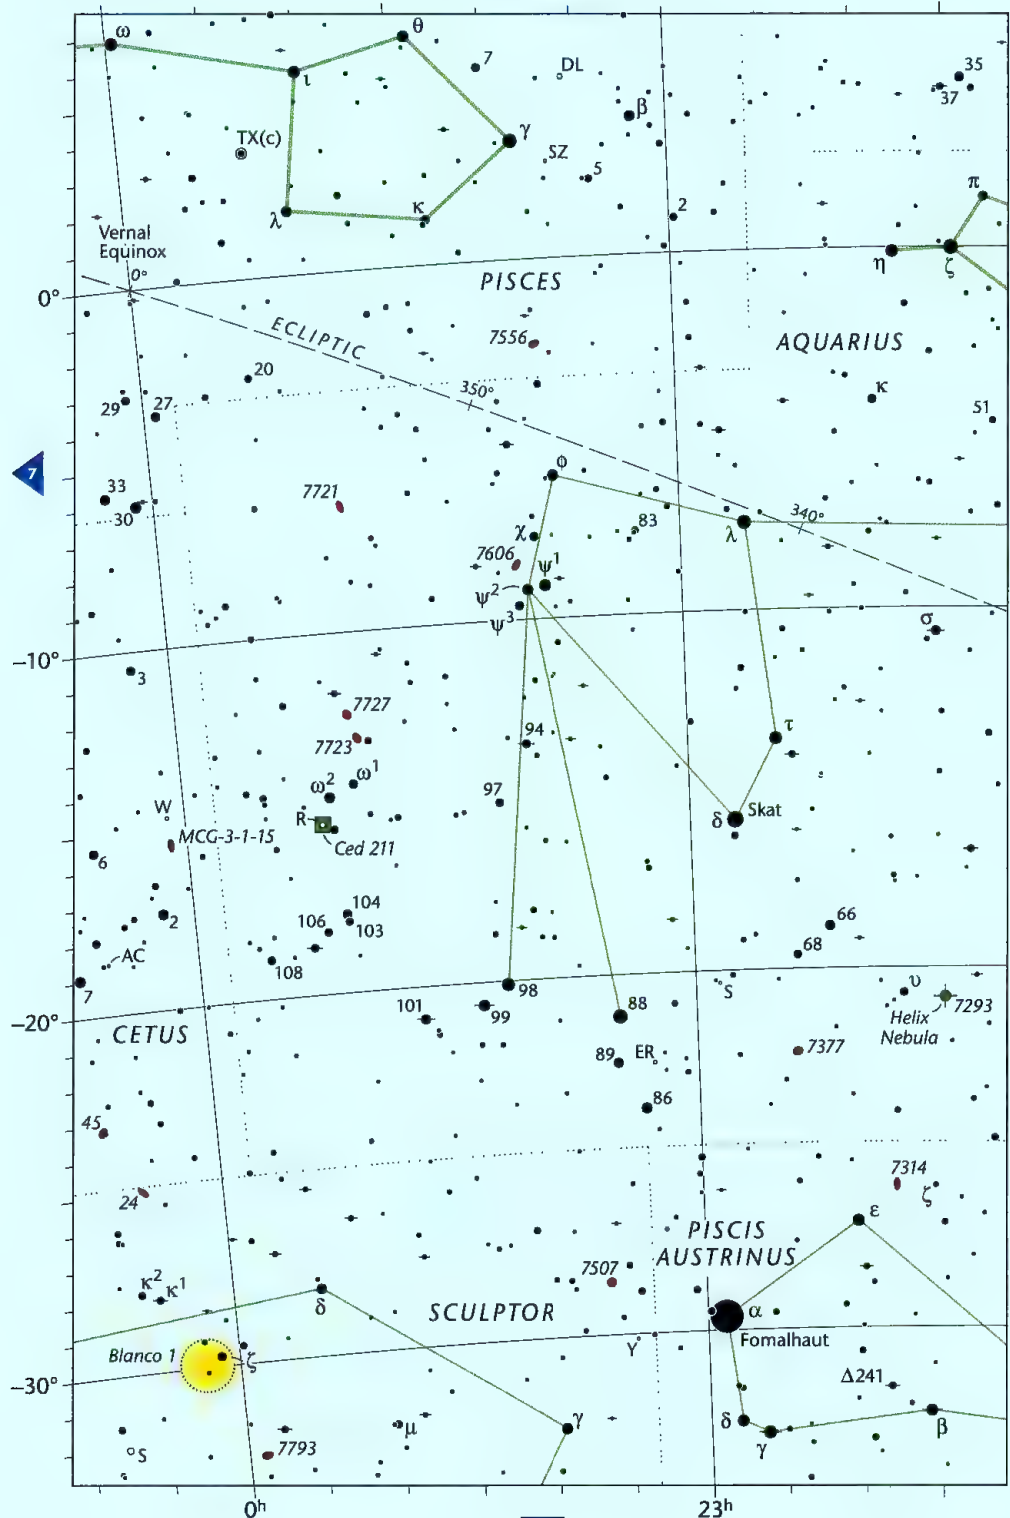 ω
θ
ι
7
DL
35
37
β
γ
TX(c)
SZ
5
π
λ
κ
2
Vernal
Equinox
0°
η
ζ
0°
PISCES
ECLIPTIC
7556
AQUARIUS
20
350°
κ
29
27
51
7
φ
33
30
7721
83
340°
χ
λ
7606
ψ1
ψ2
ψ3
σ
–10°
3
7727
94
τ
7723
ω2
ω1
97
W
R
Skat
δ
MCG-3-1-15
Ced 211
6
104
2
106
103
66
AC
108
68
7
98
S
υ
101
99
88
7293
–20°
CETUS
Helix
Nebula
89
ER
7377
86
45
7314
24
ζ
ε
PISCIS
AUSTRINUS
κ2
κ1
7507
δ
SCULPTOR
α
Fomalhaut
Blanco 1
ζ
Y
Δ241
–30°
μ
γ
δ
γ
β
S
7793
0h
23h